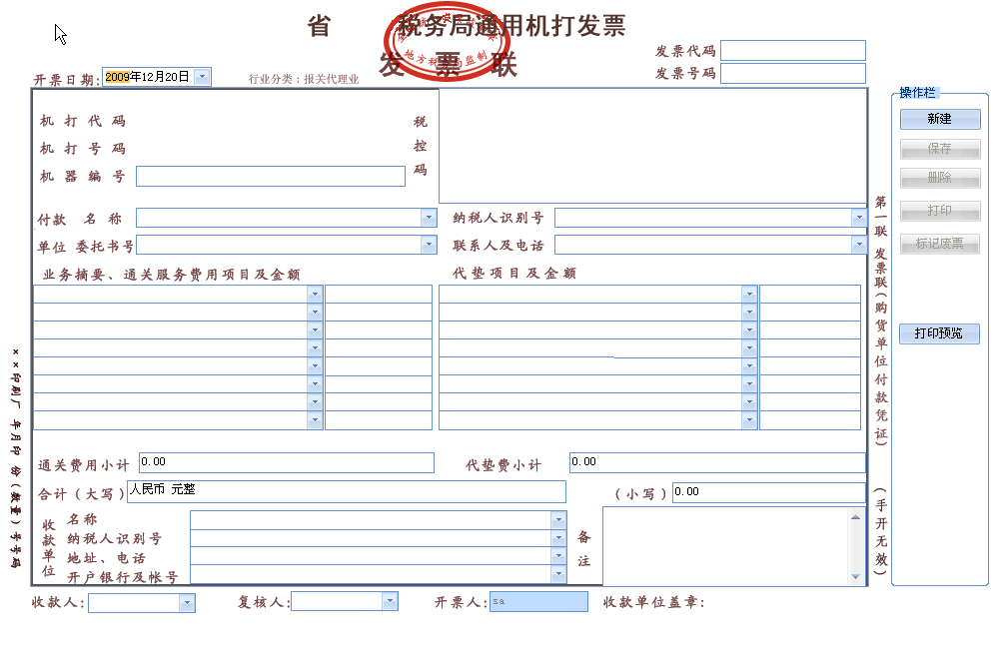 省 税务局通用机打发票
发 票 联
地方税务局监制
发票代码
发票号码
开票日期: 2009年12月20日
行业分类：报关代理业
机打代码
机打号码
机器编号
税控码
付款单位
名称
委托书号
纳税人识别号
联系人及电话
业务摘要、通关服务费用项目及金额
代垫项目及金额
通关费用小计 0.00
代垫费小计 0.00
合计（大写） 人民币 元整
（小写） 0.00
收款单位
名称
纳税人识别号
地址、电话
开户银行及帐号
备注
收款人:
复核人:
开票人: sa
收款单位盖章:
××印刷厂 年月印 份（数量）号号码
第一联 发票联（购货单位付款凭证）
（手开无效）
操作栏
新建
保存
删除
打印
标记废票
打印预览